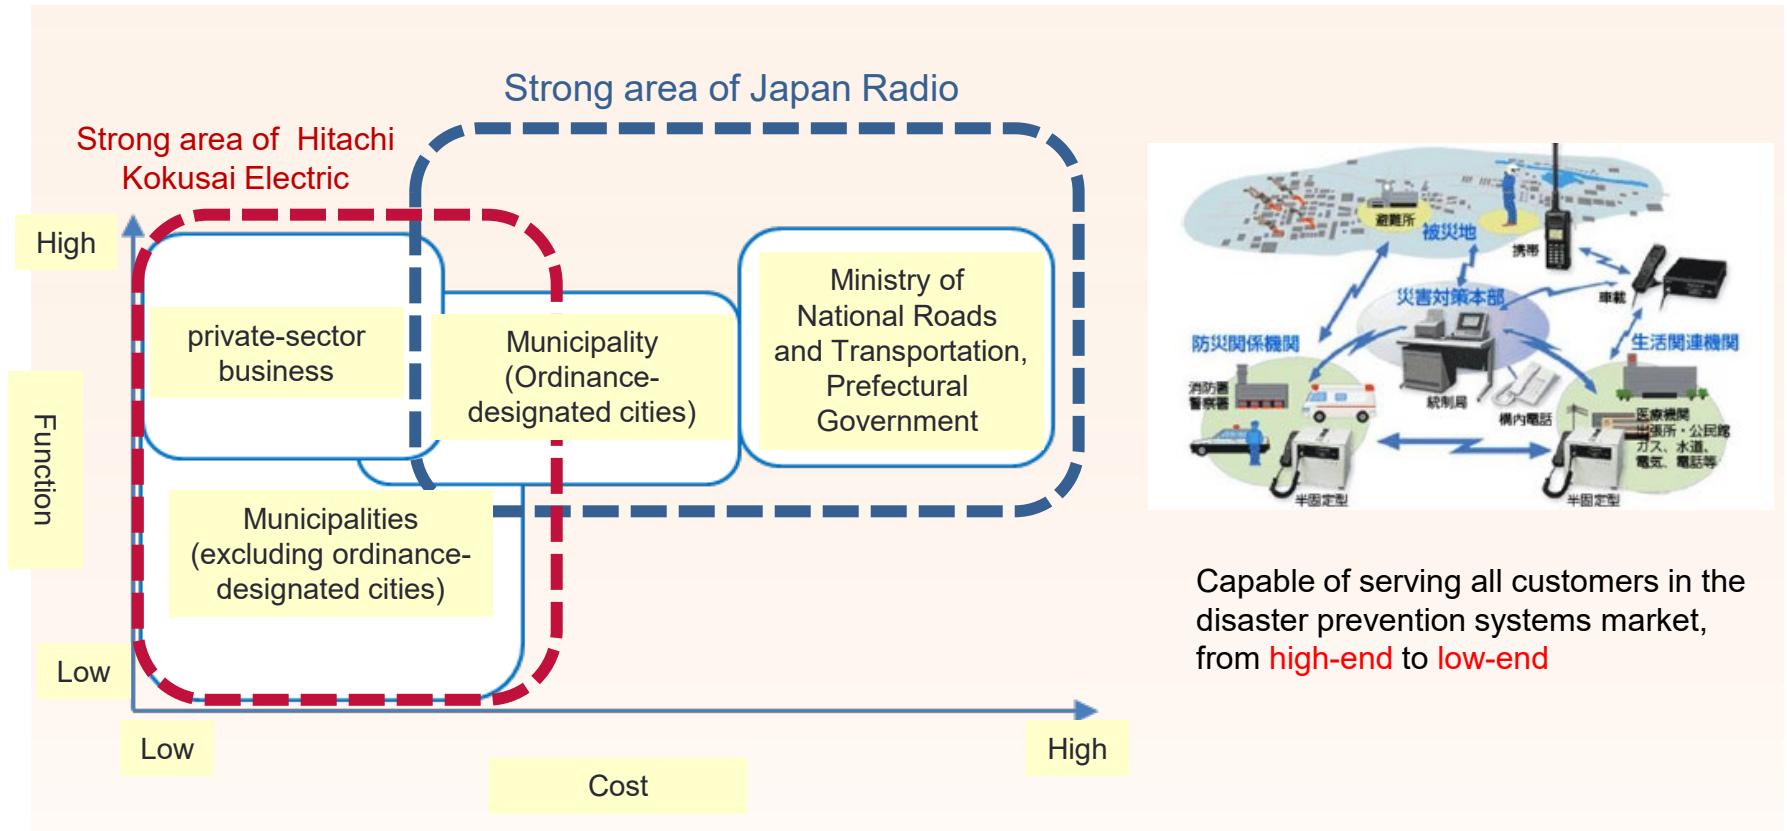 Strong area of Japan Radio
Strong area of  Hitachi
Kokusai Electric
High
Function
Low
private-sector
business
Municipality
(Ordinance-
designated cities)
Ministry of
National Roads
and Transportation,
Prefectural
Government
Municipalities
(excluding ordinance-
designated cities)
Low
High
Cost
避難所
被災地
携帯
車載
災害対策本部
防災関係機関
生活関連機関
消防署
警察署
統制局
構内電話
医療機関
出張所・公民館
ガス、水道、
電気、電話等
半固定型
半固定型
Capable of serving all customers in the
disaster prevention systems market,
from high-end to low-end